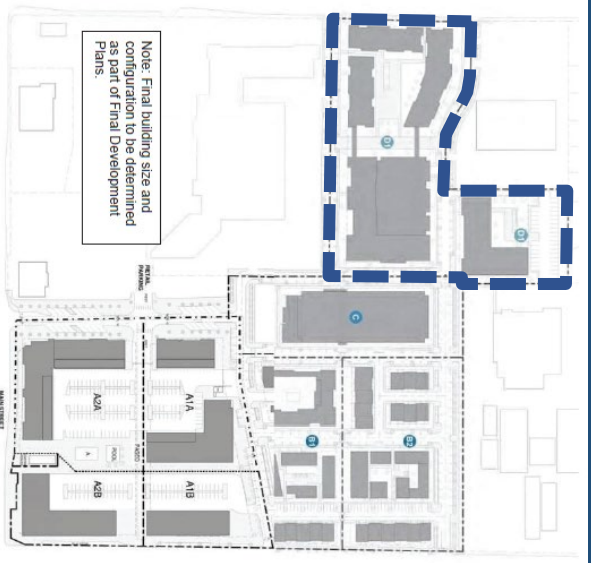 Note: Final building size and
configuration to be determined
as part of Final Development
Plans.
D1
D1
C
B1
B2
RETAIL
PARKING
A2A
A1A
A
POOL
PASEO
A2B
A1B
MAIN STREET